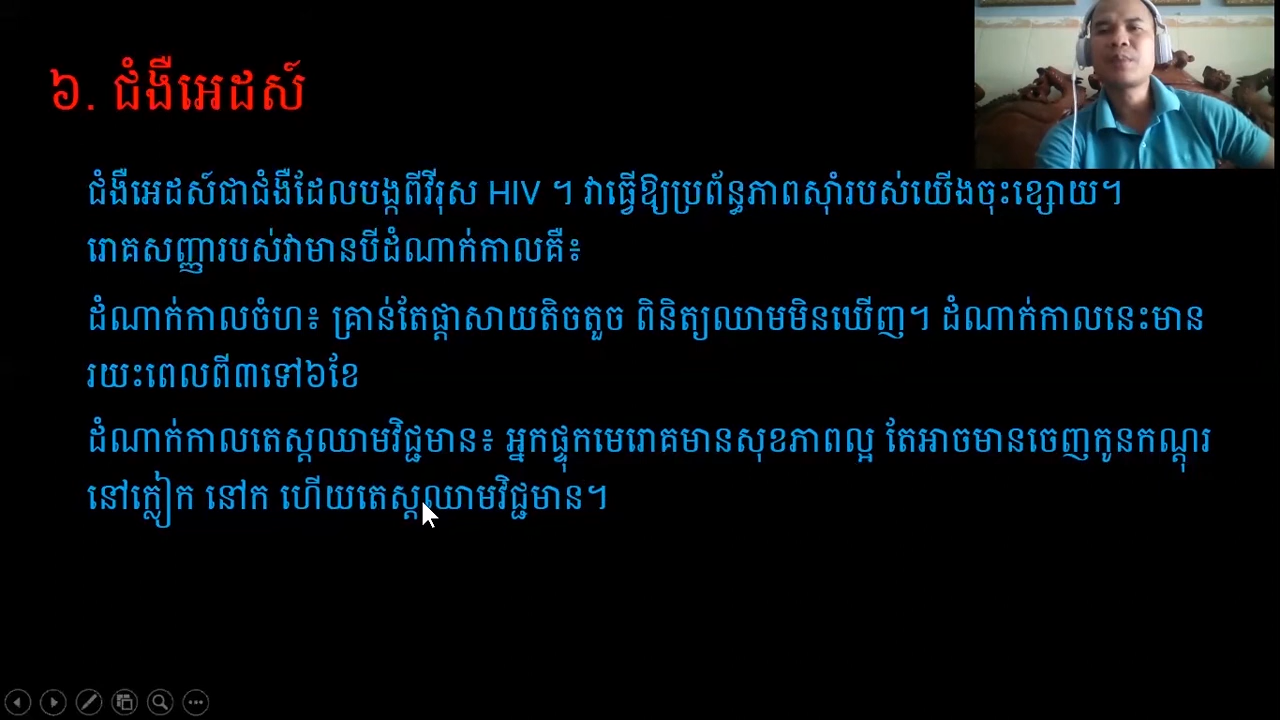 ៦. ជំងឺអេដស៍
ជំងឺអេដស៍ជាជំងឺដែលបង្កពីវីរុស HIV ។ វាធ្វើឱ្យប្រព័ន្ធភាពស៊ាំរបស់យើងចុះខ្សោយ។
រោគសញ្ញារបស់វាមានបីដំណាក់កាលគឺ៖
ដំណាក់កាលចំហ៖ គ្រាន់តែផ្ដាសាយតិចតួច ពិនិត្យឈាមមិនឃើញ។ ដំណាក់កាលនេះមាន
រយះពេលពី៣ទៅ៦ខែ
ដំណាក់កាលតេស្តឈាមវិជ្ជមាន៖ អ្នកផ្ទុកមេរោគមានសុខភាពល្អ តែអាចមានចេញកូនកណ្ដុរ
នៅក្លៀក នៅក ហើយតេស្តឈាមវិជ្ជមាន។